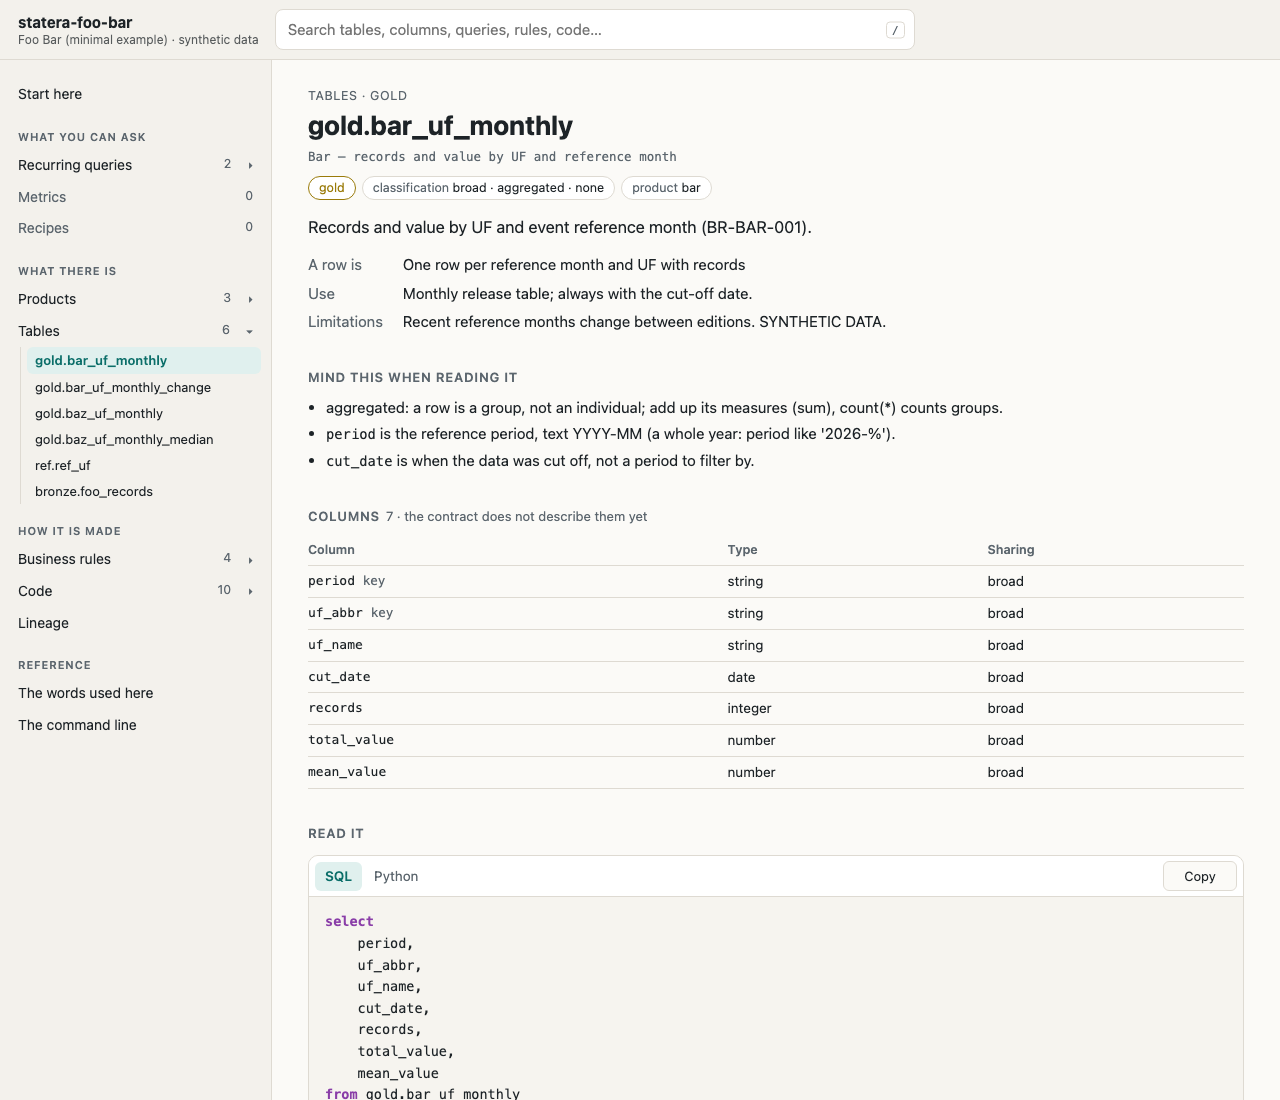 statera-foo-bar
Foo Bar (minimal example) · synthetic data
Search tables, columns, queries, rules, code...
/
Start here
WHAT YOU CAN ASK
Recurring queries 2
Metrics 0
Recipes 0
WHAT THERE IS
Products 3
Tables 6
gold.bar_uf_monthly
gold.bar_uf_monthly_change
gold.baz_uf_monthly
gold.baz_uf_monthly_median
ref.ref_uf
bronze.foo_records
HOW IT IS MADE
Business rules 4
Code 10
Lineage
REFERENCE
The words used here
The command line
TABLES · GOLD
gold.bar_uf_monthly
Bar — records and value by UF and reference month
gold classification broad · aggregated · none product bar
Records and value by UF and event reference month (BR-BAR-001).
A row is One row per reference month and UF with records
Use Monthly release table; always with the cut-off date.
Limitations Recent reference months change between editions. SYNTHETIC DATA.
MIND THIS WHEN READING IT
• aggregated: a row is a group, not an individual; add up its measures (sum), count(*) counts groups.
• period is the reference period, text YYYY-MM (a whole year: period like '2026-%').
• cut_date is when the data was cut off, not a period to filter by.
COLUMNS 7 · the contract does not describe them yet
Column Type Sharing
period key string broad
uf_abbr key string broad
uf_name string broad
cut_date date broad
records integer broad
total_value number broad
mean_value number broad
READ IT
SQL Python Copy
select
period,
uf_abbr,
uf_name,
cut_date,
records,
total_value,
mean_value
from gold.bar_uf_monthly